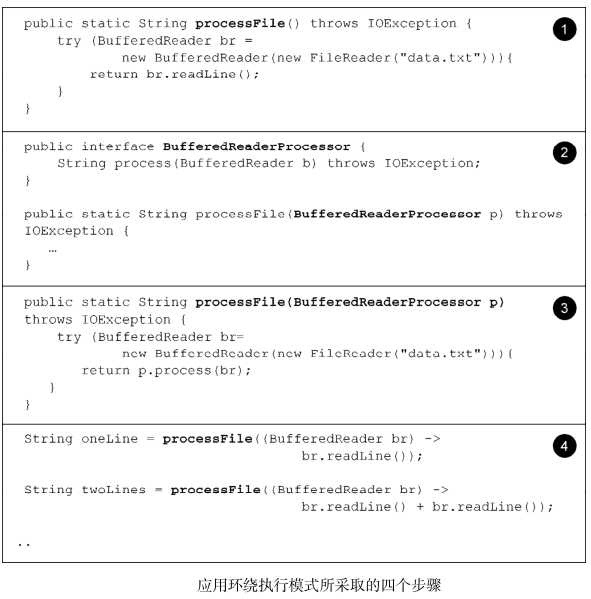 public static String processFile() throws IOException {
try (BufferedReader br =
new BufferedReader(new FileReader("data.txt"))){
return br.readLine();
}
}
1
public interface BufferedReaderProcessor {
String process(BufferedReader b) throws IOException;
}
2
public static String processFile(BufferedReaderProcessor p) throws
IOException {
…
}
public static String processFile(BufferedReaderProcessor p)
throws IOException {
try (BufferedReader br=
new BufferedReader(new FileReader("data.txt"))){
return p.process(br);
}
}
3
String oneLine = processFile((BufferedReader br) ->
br.readLine());
4
String twoLines = processFile((BufferedReader br) ->
br.readLine() + br.readLine());
..
应用环绕执行模式所采取的四个步骤